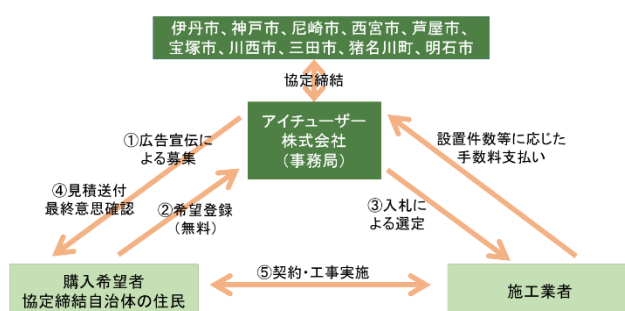 伊丹市、神戸市、尼崎市、西宮市、芦屋市、
宝塚市、川西市、三田市、猪名川町、明石市
協定締結
アイチューザー
株式会社
（事務局）
①広告宣伝に
よる募集
設置件数等に応じた
手数料支払い
④見積送付
最終意思確認
②希望登録
（無料）
③入札に
よる選定
⑤契約・工事実施
購入希望者
協定締結自治体の住民
施工業者